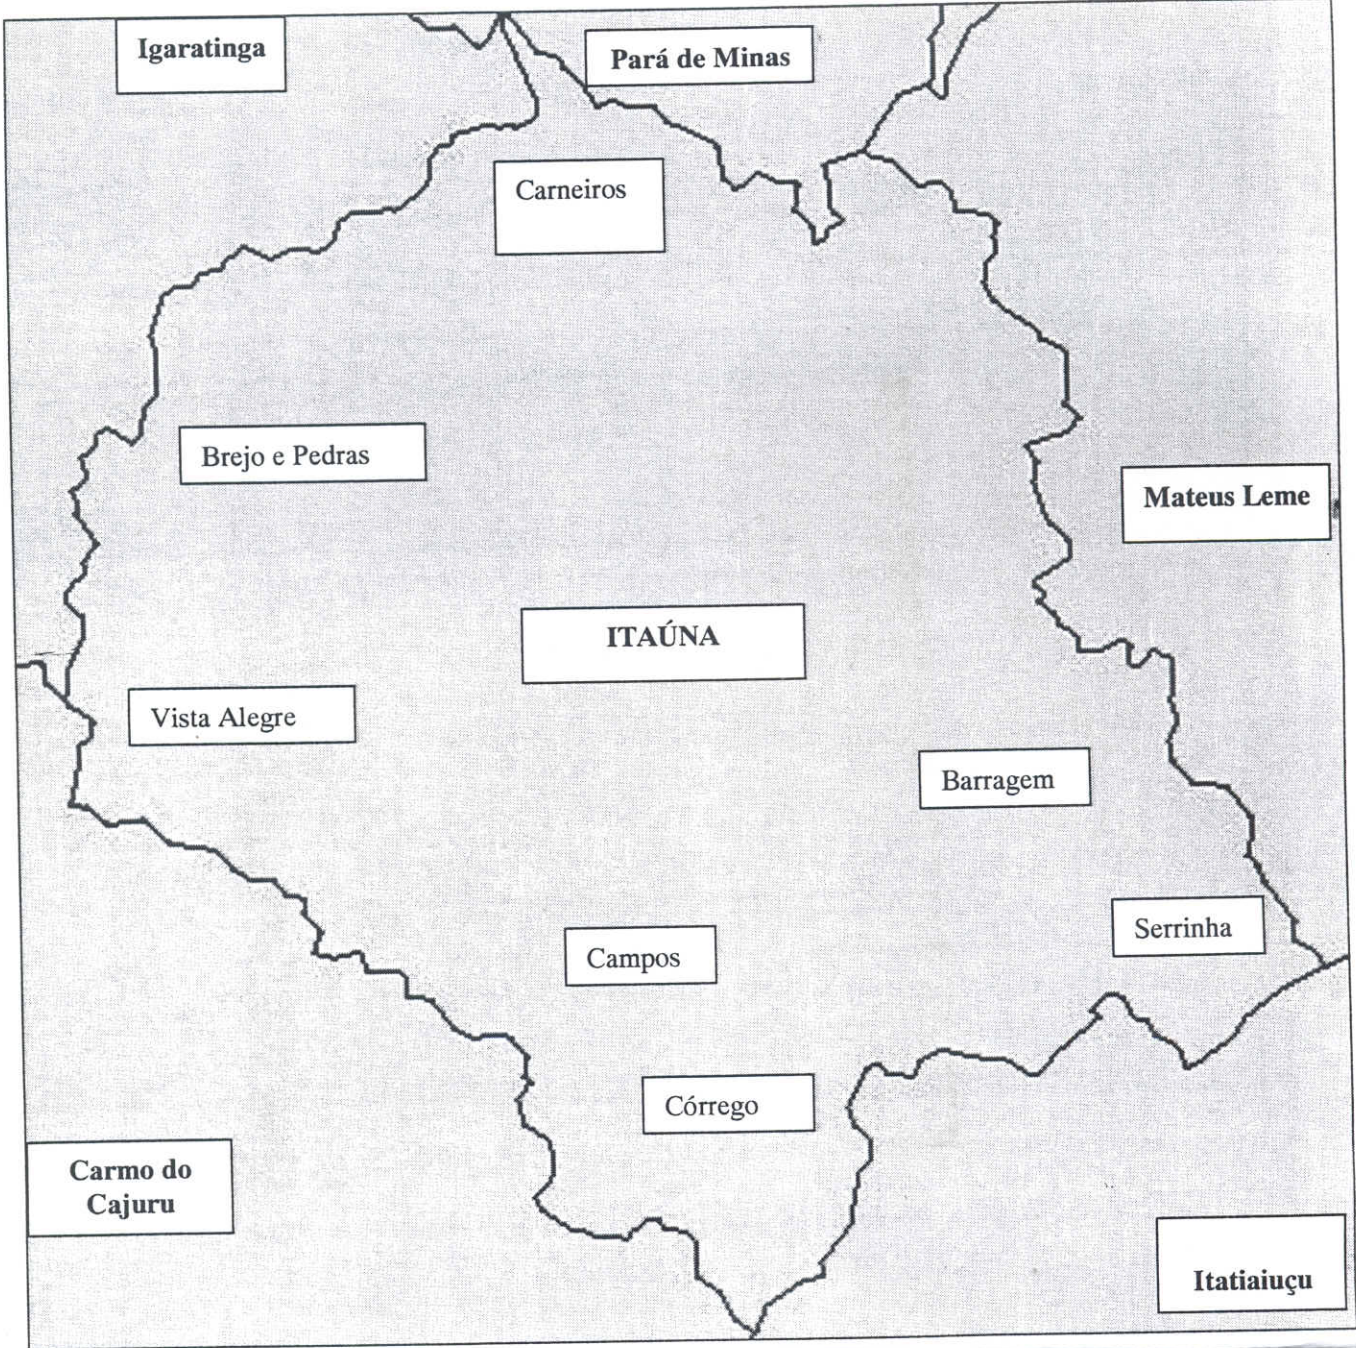 Igaratinga
Pará de Minas
Carneiros
Brejo e Pedras
Mateus Leme
ITAÚNA
Vista Alegre
Barragem
Serrinha
Campos
Córrego
Carmo do
Cajuru
Itatiaiuçu